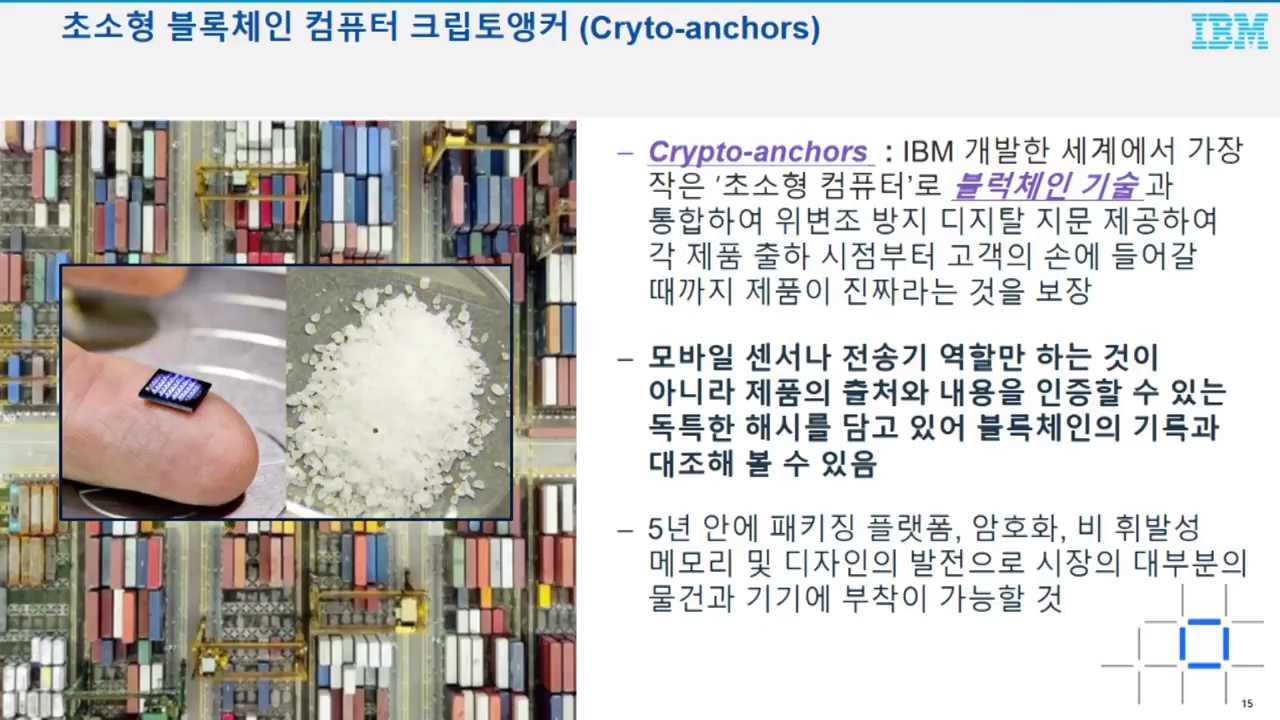 초소형 블록체인 컴퓨터 크립토앵커 (Cryto-anchors)
IBM
– Crypto-anchors : IBM 개발한 세계에서 가장
작은 '초소형 컴퓨터'로 블럭체인 기술 과
통합하여 위변조 방지 디지탈 지문 제공하여
각 제품 출하 시점부터 고객의 손에 들어갈
때까지 제품이 진짜라는 것을 보장
– 모바일 센서나 전송기 역할만 하는 것이
아니라 제품의 출처와 내용을 인증할 수 있는
독특한 해시를 담고 있어 블록체인의 기록과
대조해 볼 수 있음
– 5년 안에 패키징 플랫폼, 암호화, 비 휘발성
메모리 및 디자인의 발전으로 시장의 대부분의
물건과 기기에 부착이 가능할 것
15